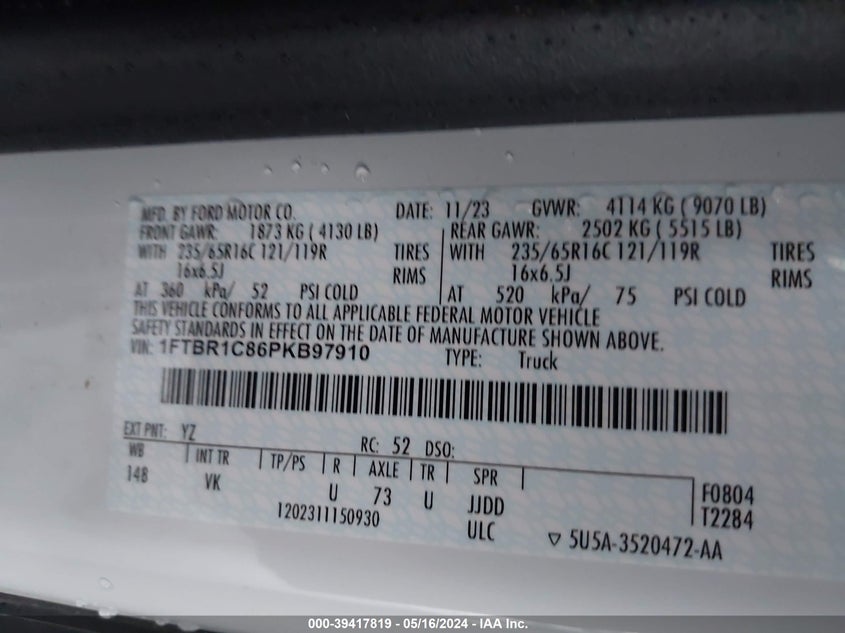 MFD. BY FORD MOTOR CO. DATE: 11/23 GVWR: 4114 KG ( 9070 LB)
FRONT GAWR: 1873 KG ( 4130 LB) REAR GAWR: 2502 KG ( 5515 LB)
WITH 235/65R16C 121/119R TIRES WITH 235/65R16C 121/119R TIRES
16x6.5J RIMS 16x6.5J RIMS
AT 360 kPa/ 52 PSI COLD AT 520 kPa/ 75 PSI COLD
THIS VEHICLE CONFORMS TO ALL APPLICABLE FEDERAL MOTOR VEHICLE
SAFETY STANDARDS IN EFFECT ON THE DATE OF MANUFACTURE SHOWN ABOVE.
VIN: 1FTBR1C86PKB97910 TYPE: Truck
EXT PNT: YZ RC: 52 DSO:
WB INT TR TP/PS R AXLE TR SPR
148 VK U 73 U JJDD F0804
1202311150930 ULC T2284
▽ 5U5A-3520472-AA
000-39417819 - 05/16/2024 - IAA Inc.